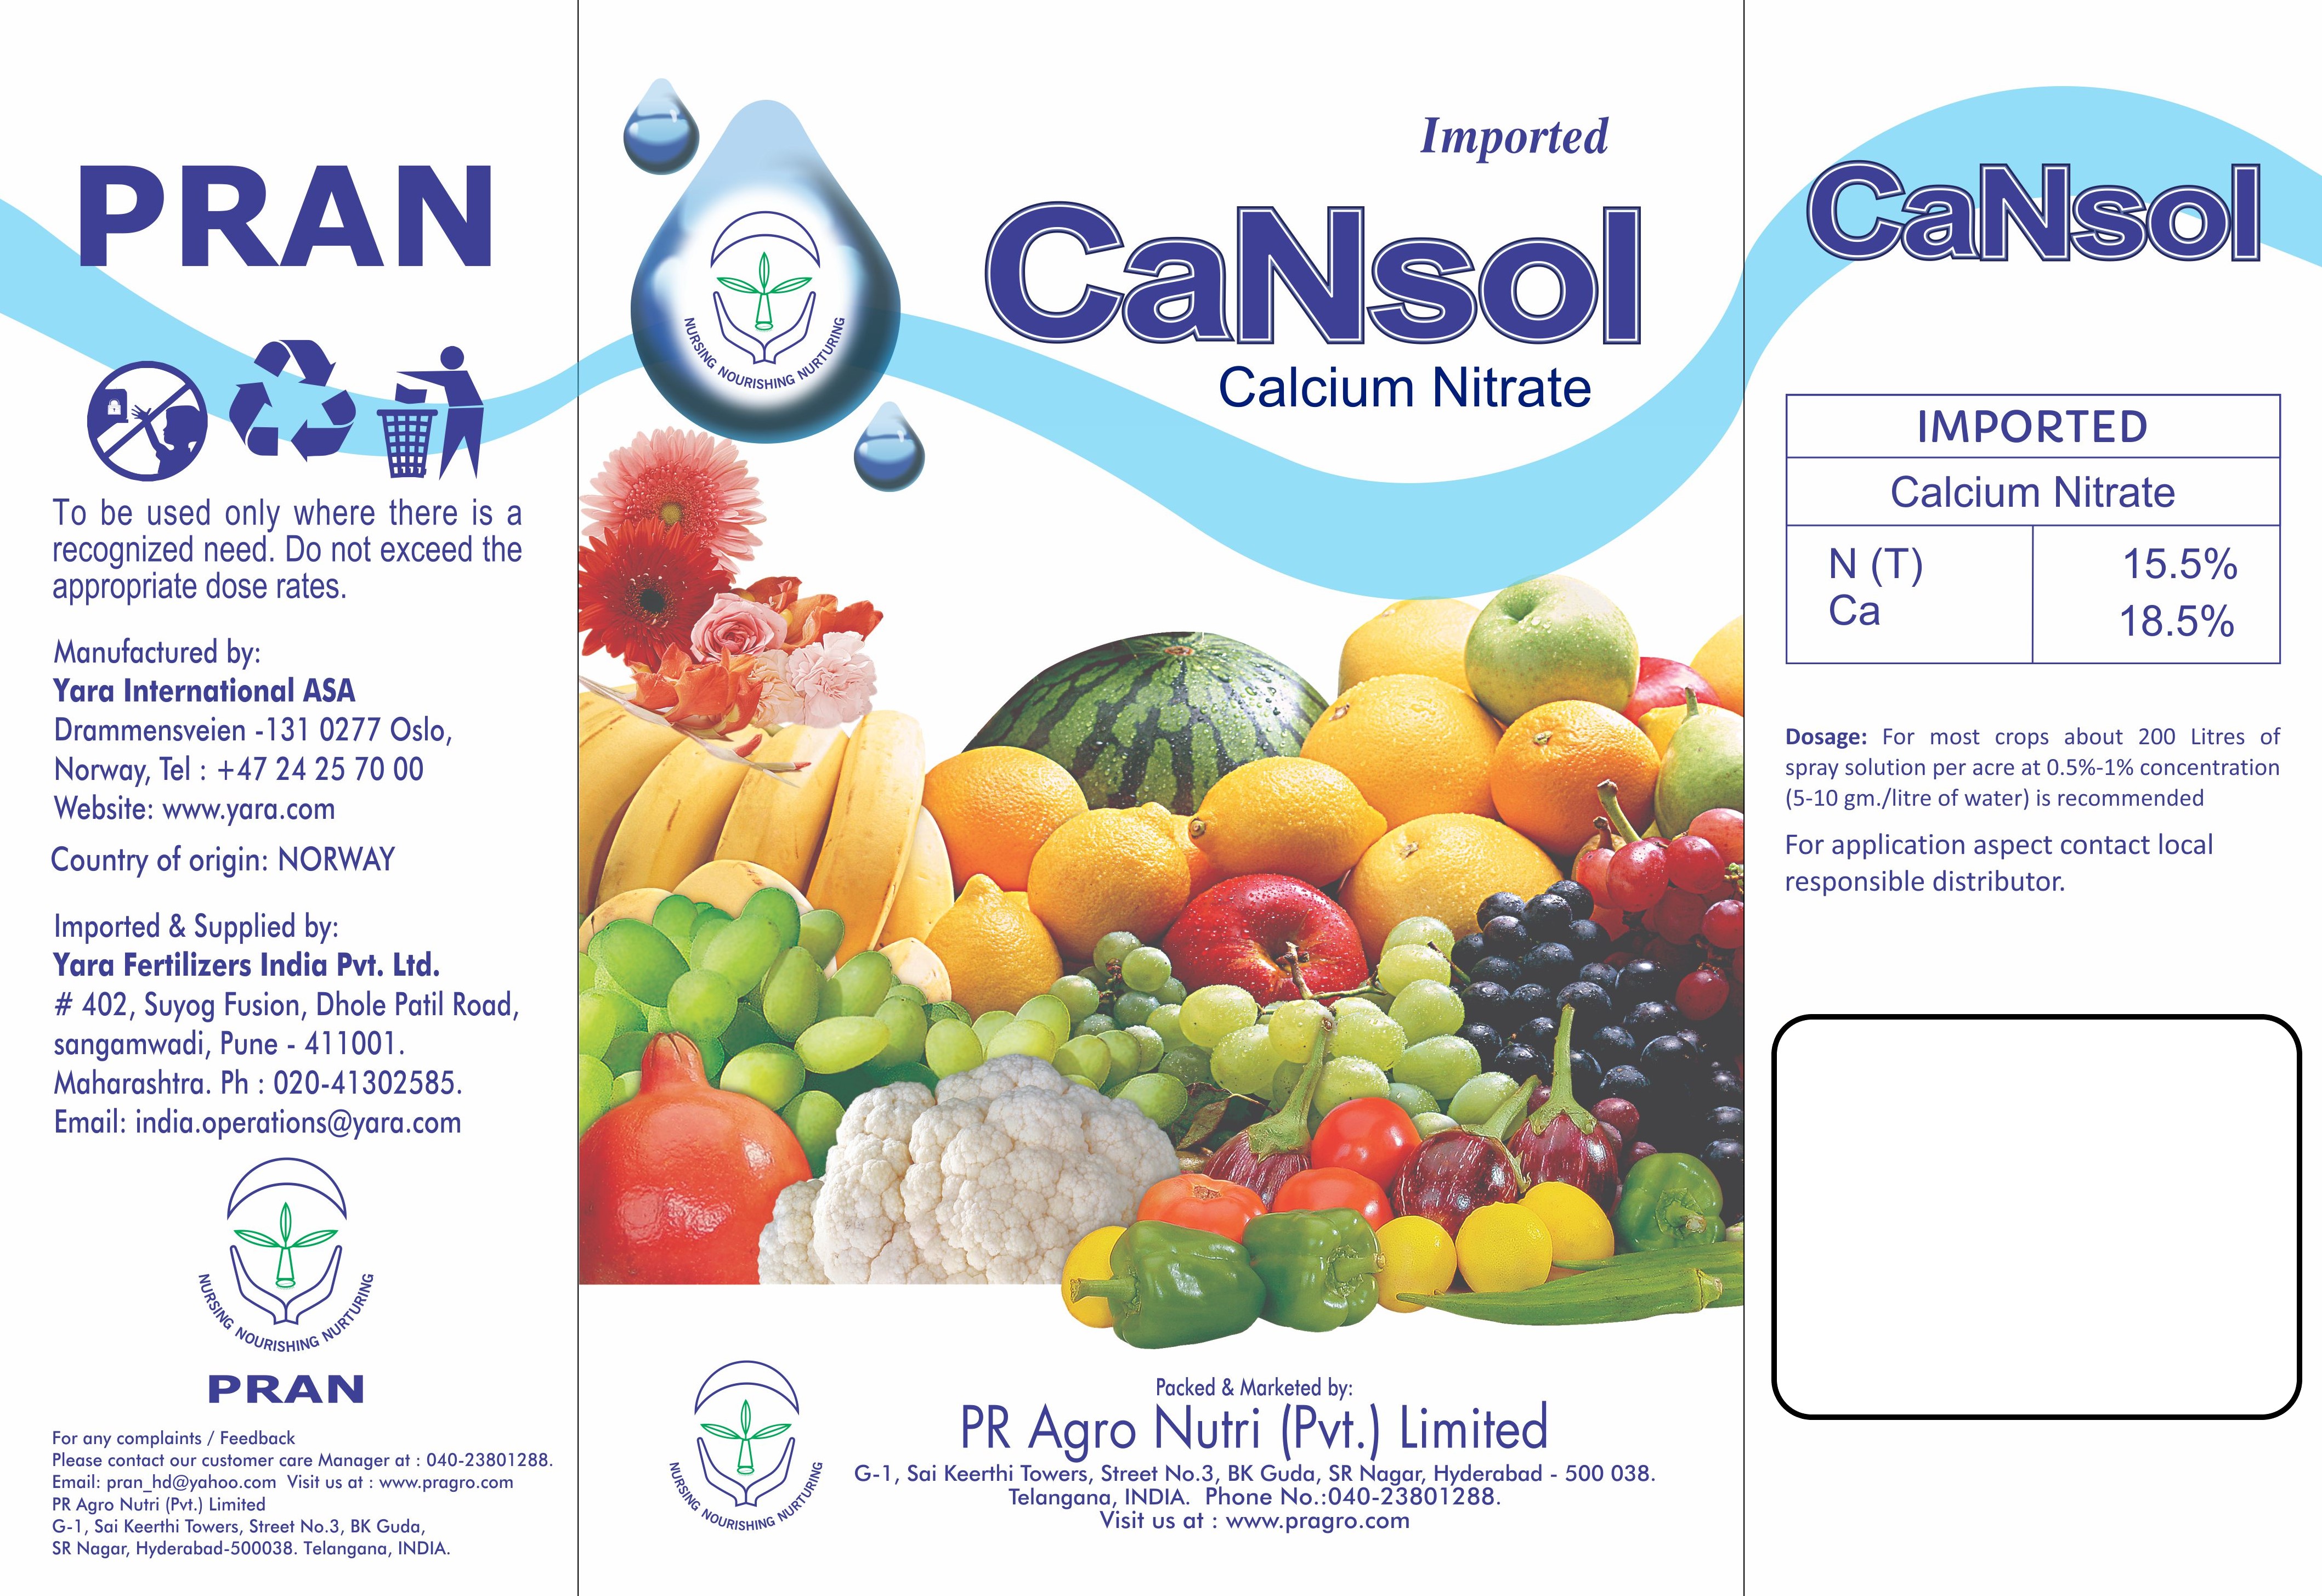 PRAN
To be used only where there is a
recognized need. Do not exceed the
appropriate dose rates.
Manufactured by:
Yara International ASA
Drammensveien -131 0277 Oslo,
Norway, Tel : +47 24 25 70 00
Website: www.yara.com
Country of origin: NORWAY
Imported & Supplied by:
Yara Fertilizers India Pvt. Ltd.
# 402, Suyog Fusion, Dhole Patil Road,
sangamwadi, Pune - 411001.
Maharashtra. Ph : 020-41302585.
Email: india.operations@yara.com
NURSING NOURISHING NURTURING
PRAN
For any complaints / Feedback
Please contact our customer care Manager at : 040-23801288.
Email: pran_hd@yahoo.com Visit us at : www.pragro.com
PR Agro Nutri (Pvt.) Limited
G-1, Sai Keerthi Towers, Street No.3, BK Guda,
SR Nagar, Hyderabad-500038. Telangana, INDIA.
NURSING NOURISHING NURTURING
Imported
CaNsol
Calcium Nitrate
NURSING NOURISHING NURTURING
Packed & Marketed by:
PR Agro Nutri (Pvt.) Limited
G-1, Sai Keerthi Towers, Street No.3, BK Guda, SR Nagar, Hyderabad - 500 038.
Telangana, INDIA. Phone No.:040-23801288.
Visit us at : www.pragro.com
CaNsol
IMPORTED
Calcium Nitrate
N (T) 15.5%
Ca 18.5%
Dosage: For most crops about 200 Litres of
spray solution per acre at 0.5%-1% concentration
(5-10 gm./litre of water) is recommended
For application aspect contact local
responsible distributor.